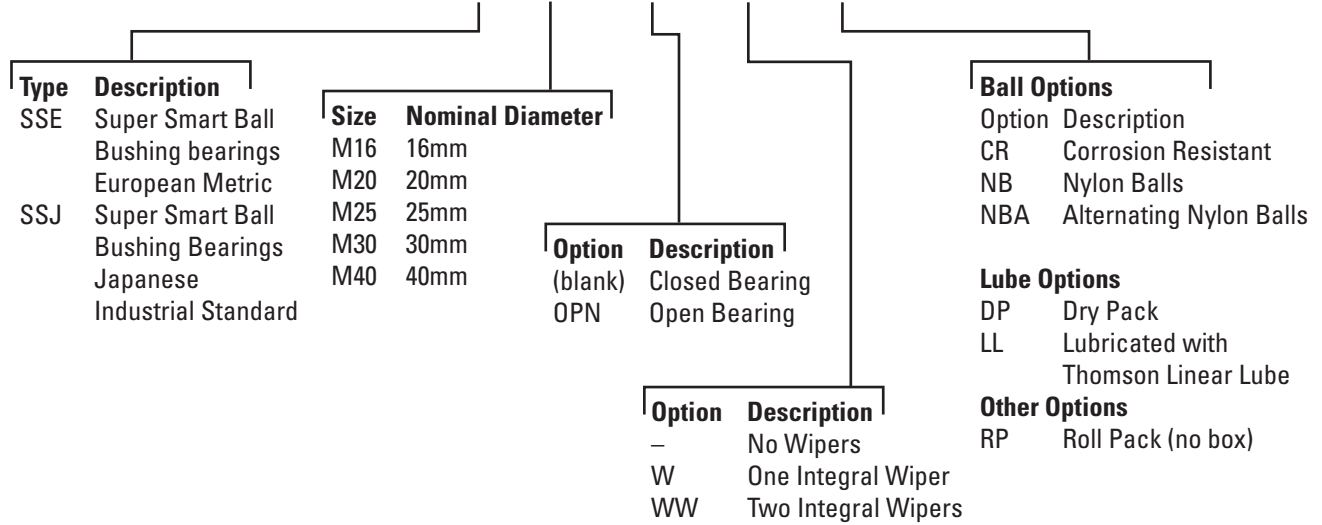 Type Description
SSE Super Smart Ball
Bushing bearings
European Metric
SSJ Super Smart Ball
Bushing Bearings
Japanese
Industrial Standard
Size Nominal Diameter
M16 16mm
M20 20mm
M25 25mm
M30 30mm
M40 40mm
Option Description
(blank) Closed Bearing
OPN Open Bearing
Option Description
– No Wipers
W One Integral Wiper
WW Two Integral Wipers
Ball Options
Option Description
CR Corrosion Resistant
NB Nylon Balls
NBA Alternating Nylon Balls
Lube Options
DP Dry Pack
LL Lubricated with
Thomson Linear Lube
Other Options
RP Roll Pack (no box)